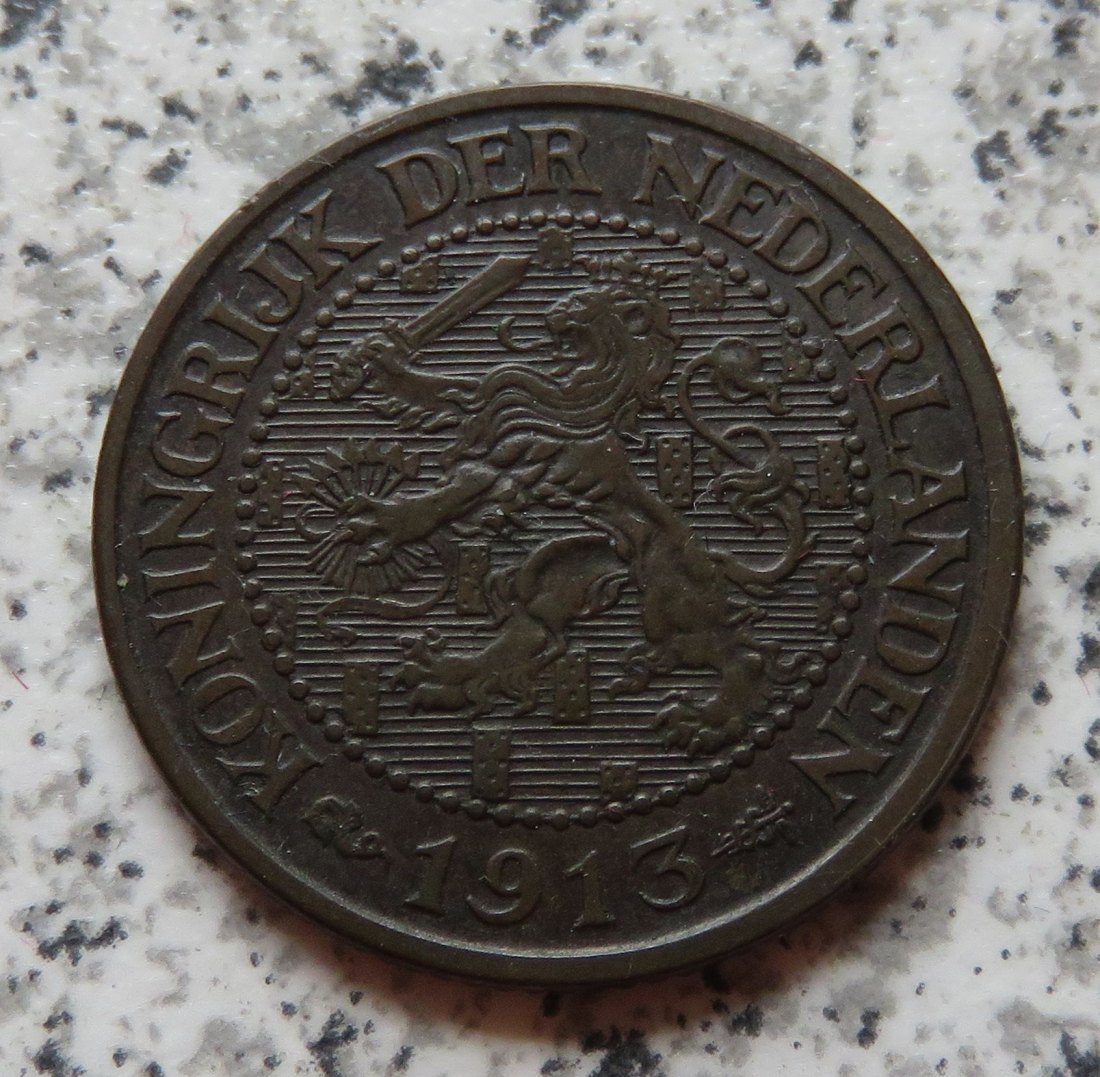 KONINGRIJK DER NEDERLANDEN
1913